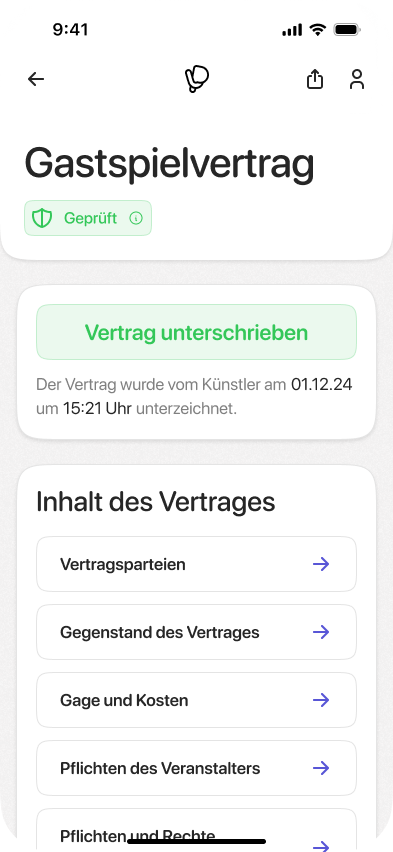 9:41
Gastspielvertrag
Geprüft
Vertrag unterschrieben
Der Vertrag wurde vom Künstler am 01.12.24
um 15:21 Uhr unterzeichnet.
Inhalt des Vertrages
Vertragsparteien
Gegenstand des Vertrages
Gage und Kosten
Pflichten des Veranstalters
Pflichten und Rechte